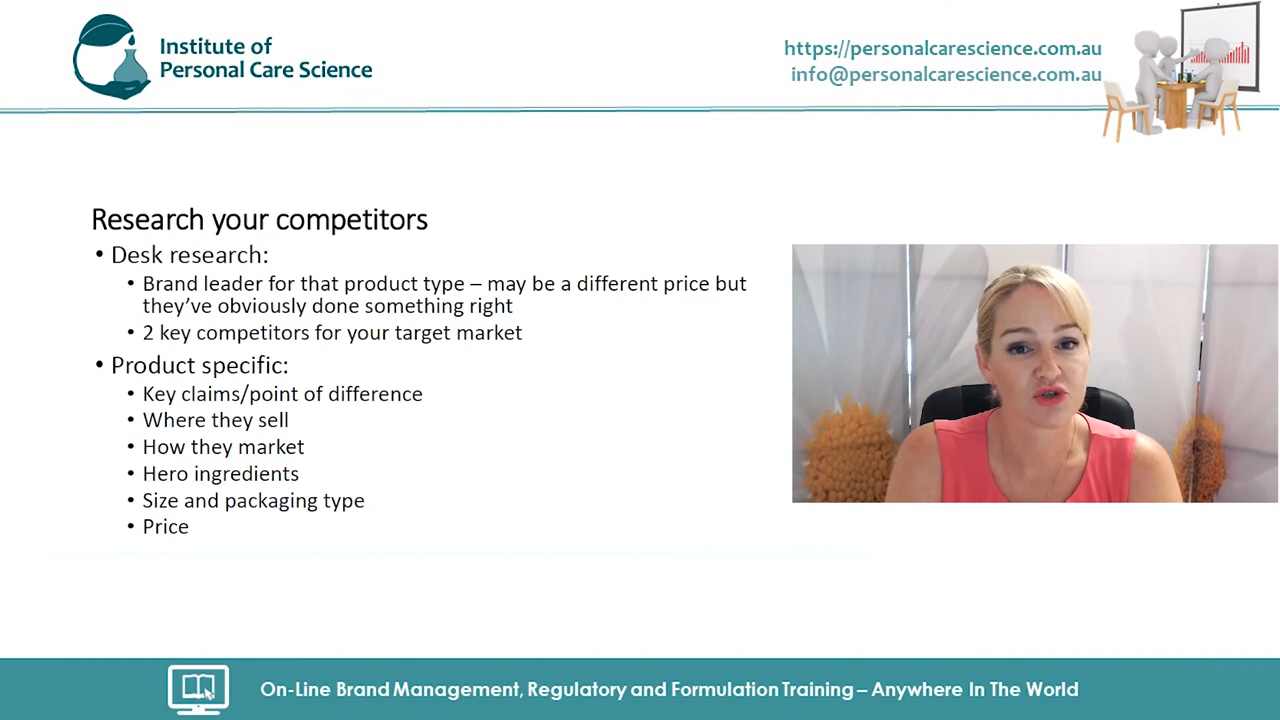 Institute of
Personal Care Science
https://personalcarescience.com.au
info@personalcarescience.com.au
Research your competitors
• Desk research:
• Brand leader for that product type – may be a different price but
they've obviously done something right
• 2 key competitors for your target market
• Product specific:
• Key claims/point of difference
• Where they sell
• How they market
• Hero ingredients
• Size and packaging type
• Price
On-Line Brand Management, Regulatory and Formulation Training – Anywhere In The World